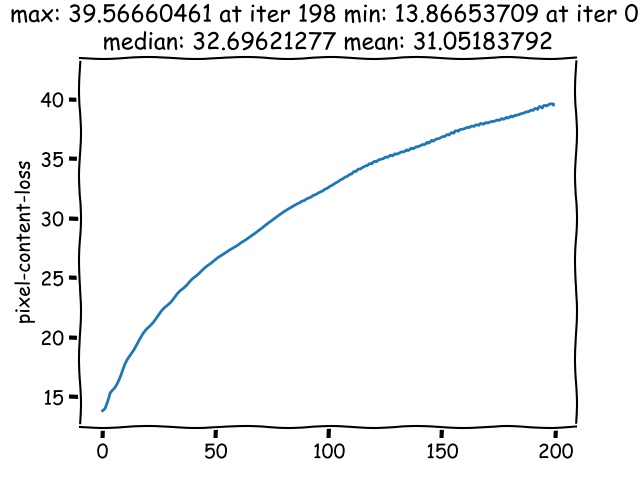 max: 39.56660461 at iter 198 min: 13.86653709 at iter 0
median: 32.69621277 mean: 31.05183792
40
35
30
25
20
15
pixel-content-loss
0 50 100 150 200